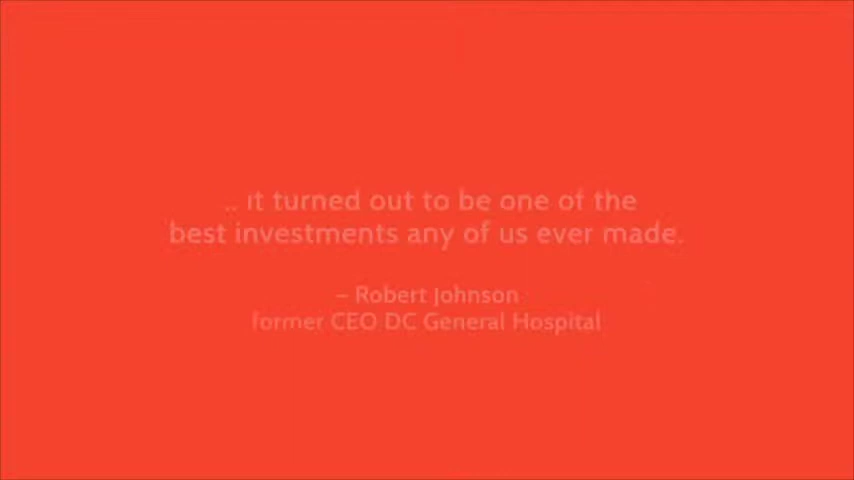 .. it turned out to be one of the
best investments any of us ever made.
– Robert Johnson
former CEO DC General Hospital